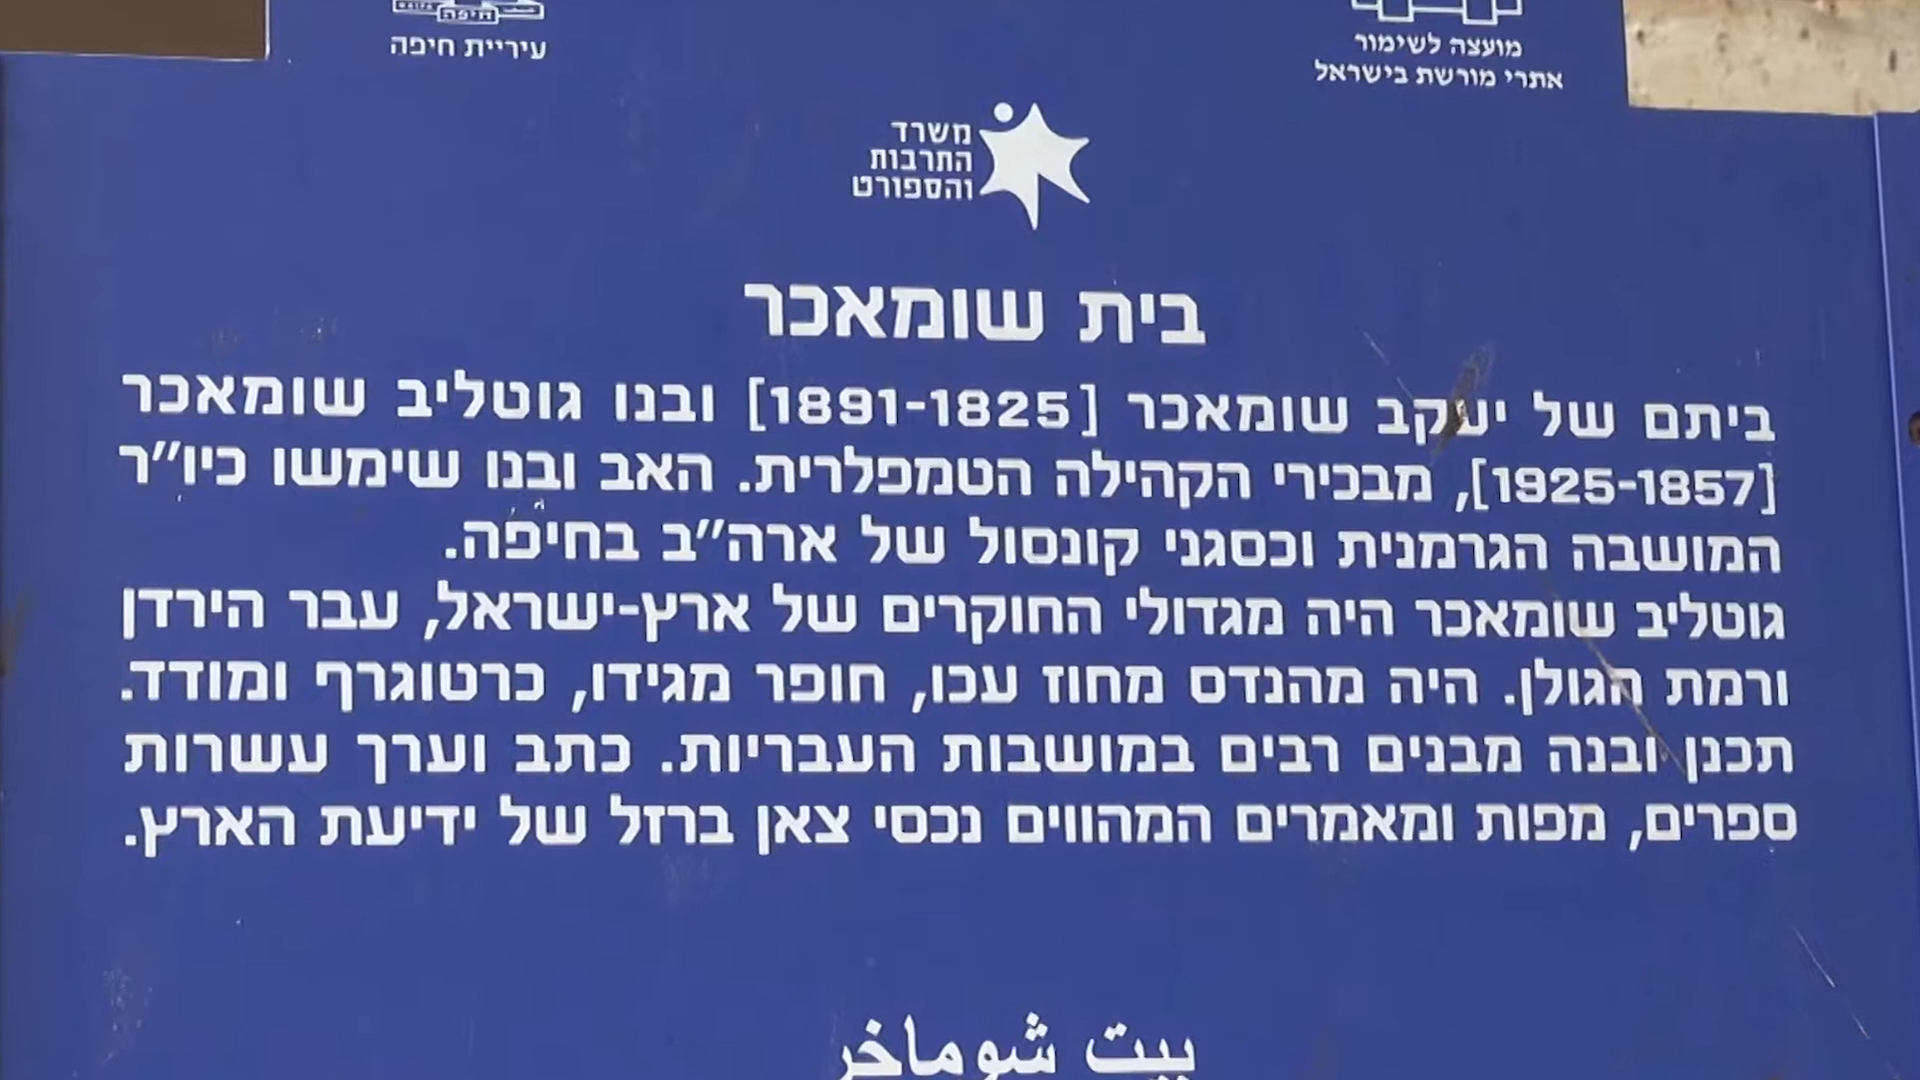 חיפה
עיריית חיפה
מועצה לשימור
אתרי מורשת בישראל
משרד
התרבות
והספורט
בית שומאכר
ביתם של יעקב שומאכר [1891-1825] ובנו גוטליב שומאכר
[1925-1857], מבכירי הקהילה הטמפלרית. האב ובנו שימשו כיו"ר
המושבה הגרמנית וכסגני קונסול של ארה"ב בחיפה.
גוטליב שומאכר היה מגדולי החוקרים של ארץ-ישראל, עבר הירדן
ורמת הגולן. היה מהנדס מחוז עכו, חופר מגידו, כרטוגרף ומודד.
תכנן ובנה מבנים רבים במושבות העבריות. כתב וערך עשרות
ספרים, מפות ומאמרים המהווים נכסי צאן ברזל של ידיעת הארץ.
بيت شوماخر